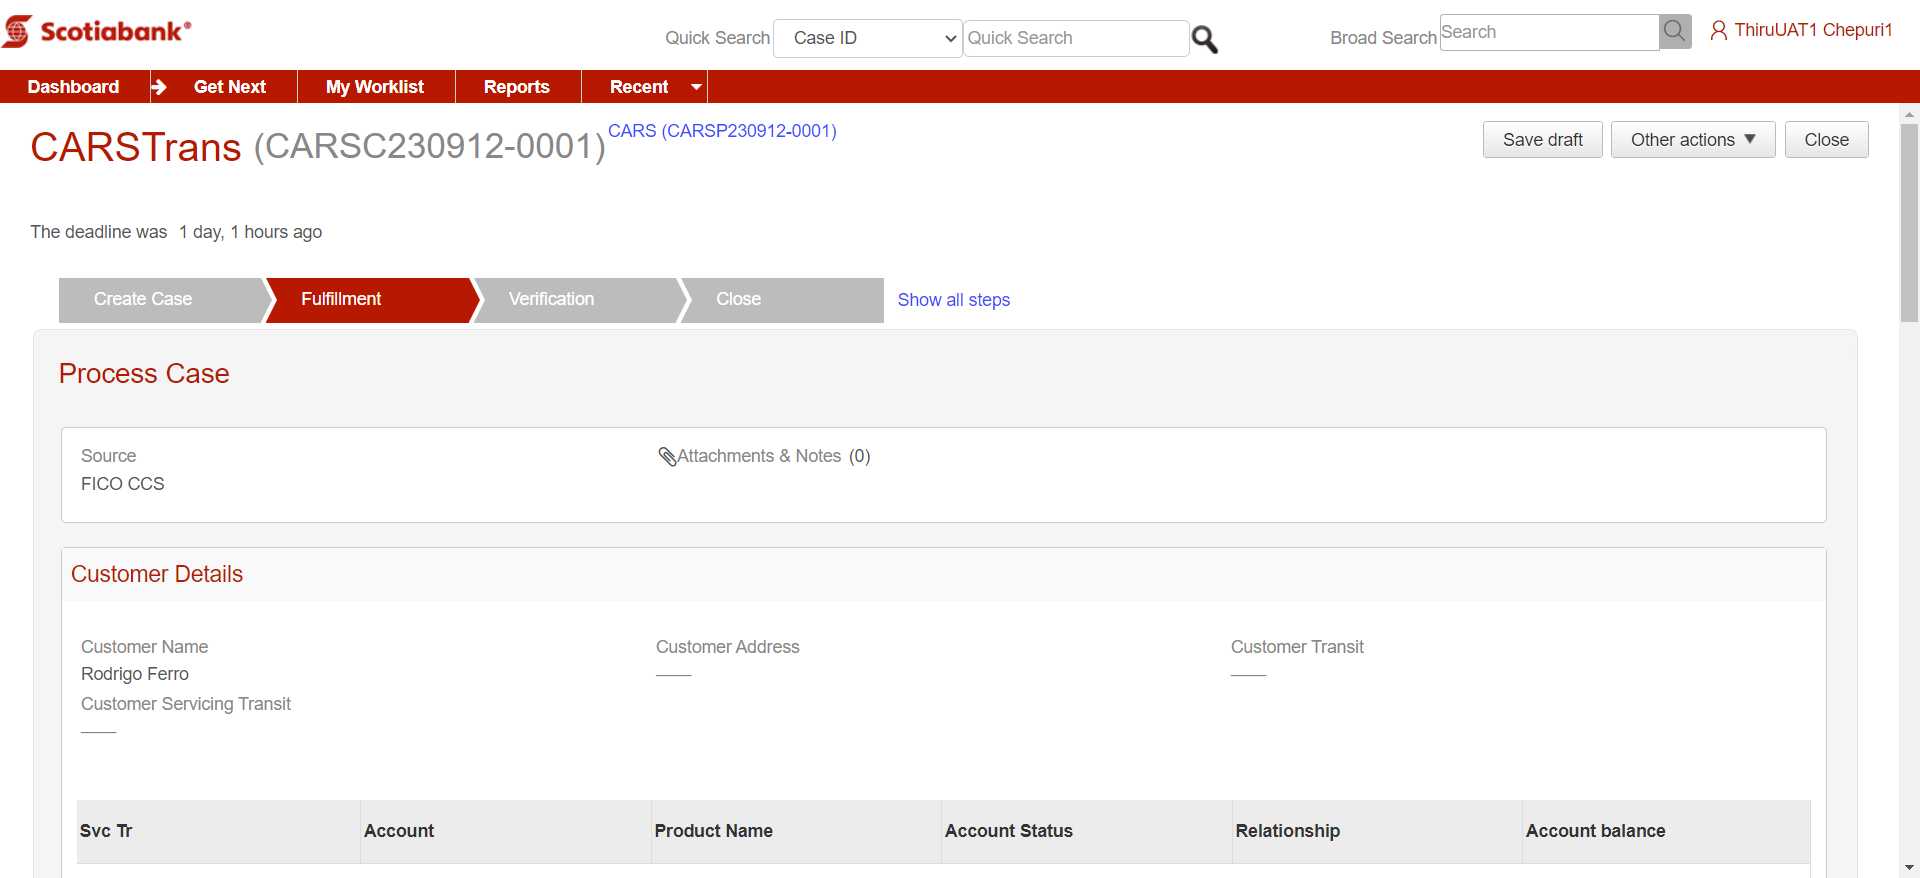 Scotiabank®
Quick Search Case ID Quick Search
Broad Search Search
ThiruUAT1 Chepuri1
Dashboard Get Next My Worklist Reports Recent
CARSTrans (CARSC230912-0001) CARS (CARSP230912-0001)
Save draft Other actions Close
The deadline was 1 day, 1 hours ago
Create Case Fulfillment Verification Close Show all steps
Process Case
Source Attachments & Notes (0)
FICO CCS
Customer Details
Customer Name Customer Address Customer Transit
Rodrigo Ferro
Customer Servicing Transit
Svc Tr Account Product Name Account Status Relationship Account balance